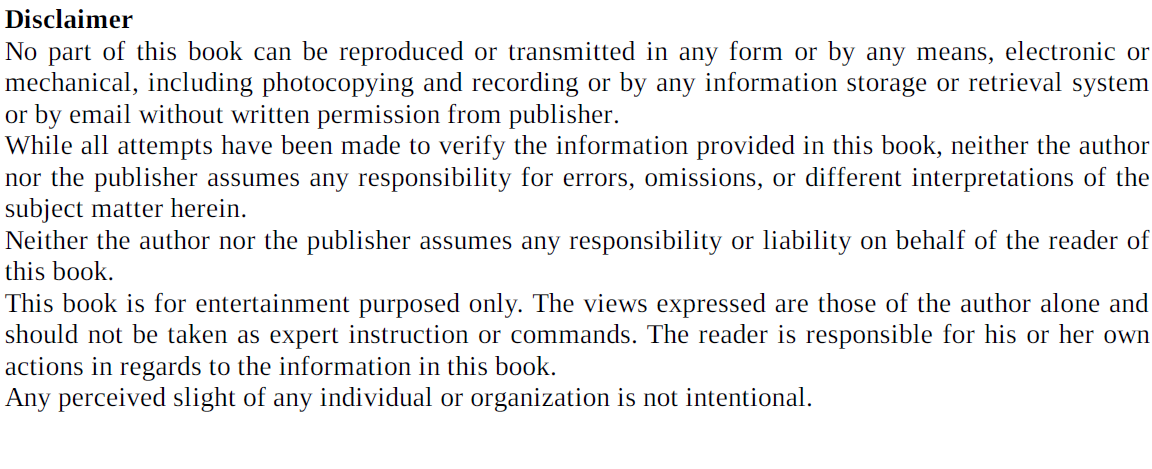 Disclaimer
No part of this book can be reproduced or transmitted in any form or by any means, electronic or
mechanical, including photocopying and recording or by any information storage or retrieval system
or by email without written permission from publisher.
While all attempts have been made to verify the information provided in this book, neither the author
nor the publisher assumes any responsibility for errors, omissions, or different interpretations of the
subject matter herein.
Neither the author nor the publisher assumes any responsibility or liability on behalf of the reader of
this book.
This book is for entertainment purposed only. The views expressed are those of the author alone and
should not be taken as expert instruction or commands. The reader is responsible for his or her own
actions in regards to the information in this book.
Any perceived slight of any individual or organization is not intentional.